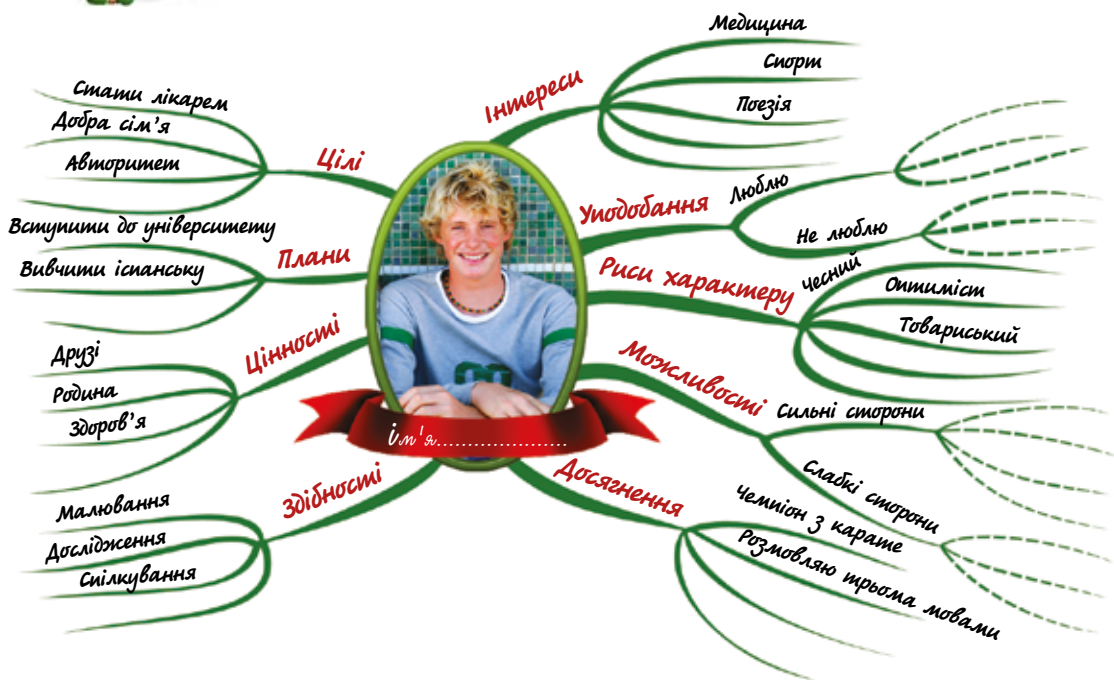 Цілі
Стати лікарем
Добра сім'я
Авторитет
Плани
Вступити до університету
Вивчити іспанську
Цінності
Друзі
Родина
Здоров'я
Здібності
Малювання
Дослідження
Спілкування
Інтереси
Медицина
Спорт
Поезія
Уподобання
Люблю
Не люблю
Риси характеру
Чесний
Оптиміст
Товариський
Можливості
Сильні сторони
Слабкі сторони
Досягнення
Чемпіон з карате
Розмовляю трьома мовами
ім'я.....................